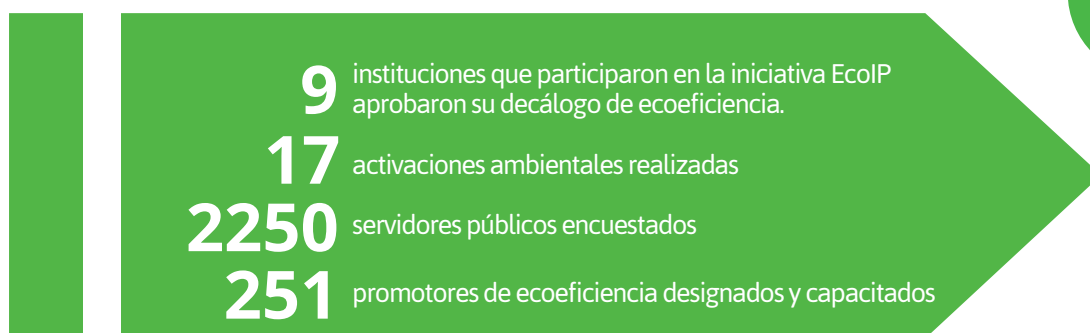 9 instituciones que participaron en la iniciativa EcoIP
aprobaron su decálogo de ecoeficiencia.
17 activaciones ambientales realizadas
2250 servidores públicos encuestados
251 promotores de ecoeficiencia designados y capacitados